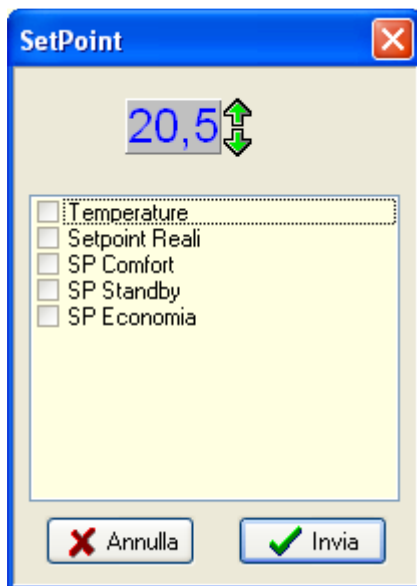 SetPoint
20,5
Temperature
Setpoint Reali
SP Comfort
SP Standby
SP Economia
Annulla
Invia